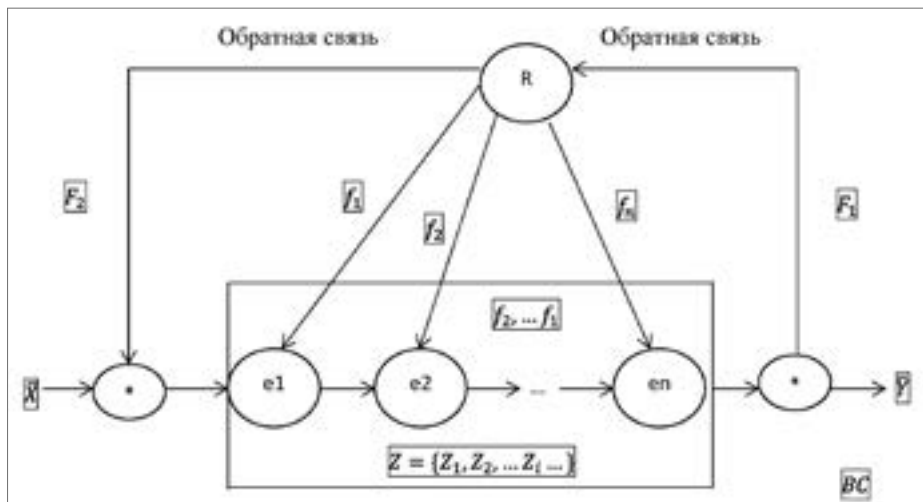 Обратная связь
Обратная связь
R
F₂
f₁
f₂
fₙ
F₁
f₂, ... f₁
X
*
e1
e2
...
en
*
Y
Z = {Z₁, Z₂, ... Zᵢ ...}
BC